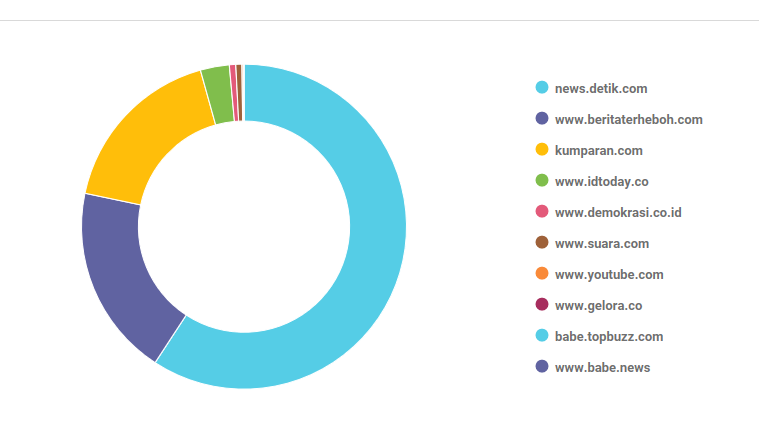 news.detik.com
www.beritaterheboh.com
kumparan.com
www.idtoday.co
www.demokrasi.co.id
www.suara.com
www.youtube.com
www.gelora.co
babe.topbuzz.com
www.babe.news